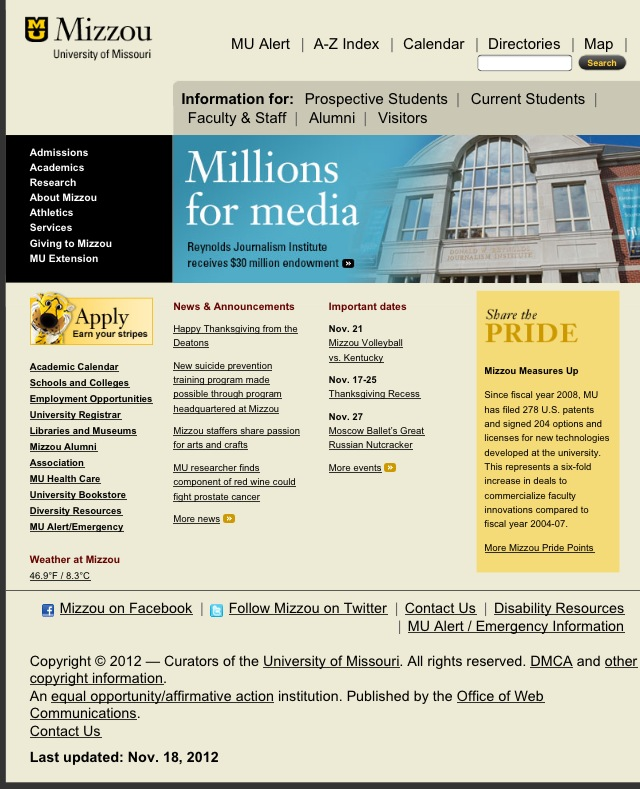 Mizzou
University of Missouri
MU Alert | A-Z Index | Calendar | Directories | Map |
Search
Information for: Prospective Students | Current Students |
Faculty & Staff | Alumni | Visitors
Admissions
Academics
Research
About Mizzou
Athletics
Services
Giving to Mizzou
MU Extension
Millions
for media
Reynolds Journalism Institute
receives $30 million endowment
DONALD W. REYNOLDS
JOURNALISM INSTITUTE
Apply
Earn your stripes
Academic Calendar
Schools and Colleges
Employment Opportunities
University Registrar
Libraries and Museums
Mizzou Alumni
Association
MU Health Care
University Bookstore
Diversity Resources
MU Alert/Emergency
Weather at Mizzou
46.9°F / 8.3°C
News & Announcements
Happy Thanksgiving from the
Deatons
New suicide prevention
training program made
possible through program
headquartered at Mizzou
Mizzou staffers share passion
for arts and crafts
MU researcher finds
component of red wine could
fight prostate cancer
More news
Important dates
Nov. 21
Mizzou Volleyball
vs. Kentucky
Nov. 17-25
Thanksgiving Recess
Nov. 27
Moscow Ballet's Great
Russian Nutcracker
More events
Share the
PRIDE
Mizzou Measures Up
Since fiscal year 2008, MU
has filed 278 U.S. patents
and signed 204 options and
licenses for new technologies
developed at the university.
This represents a six-fold
increase in deals to
commercialize faculty
innovations compared to
fiscal year 2004-07.
More Mizzou Pride Points
Mizzou on Facebook | Follow Mizzou on Twitter | Contact Us | Disability Resources
| MU Alert / Emergency Information
Copyright © 2012 — Curators of the University of Missouri. All rights reserved. DMCA and other
copyright information.
An equal opportunity/affirmative action institution. Published by the Office of Web
Communications.
Contact Us
Last updated: Nov. 18, 2012